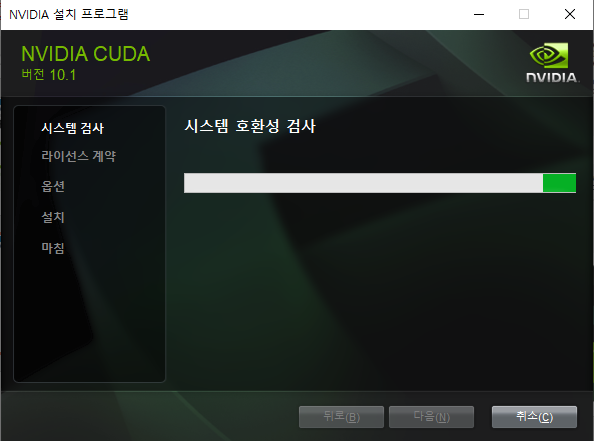 NVIDIA 설치 프로그램
NVIDIA CUDA
버전 10.1
NVIDIA.
시스템 검사
라이선스 계약
옵션
설치
마침
시스템 호환성 검사
뒤로(B)
다음(N)
취소(C)